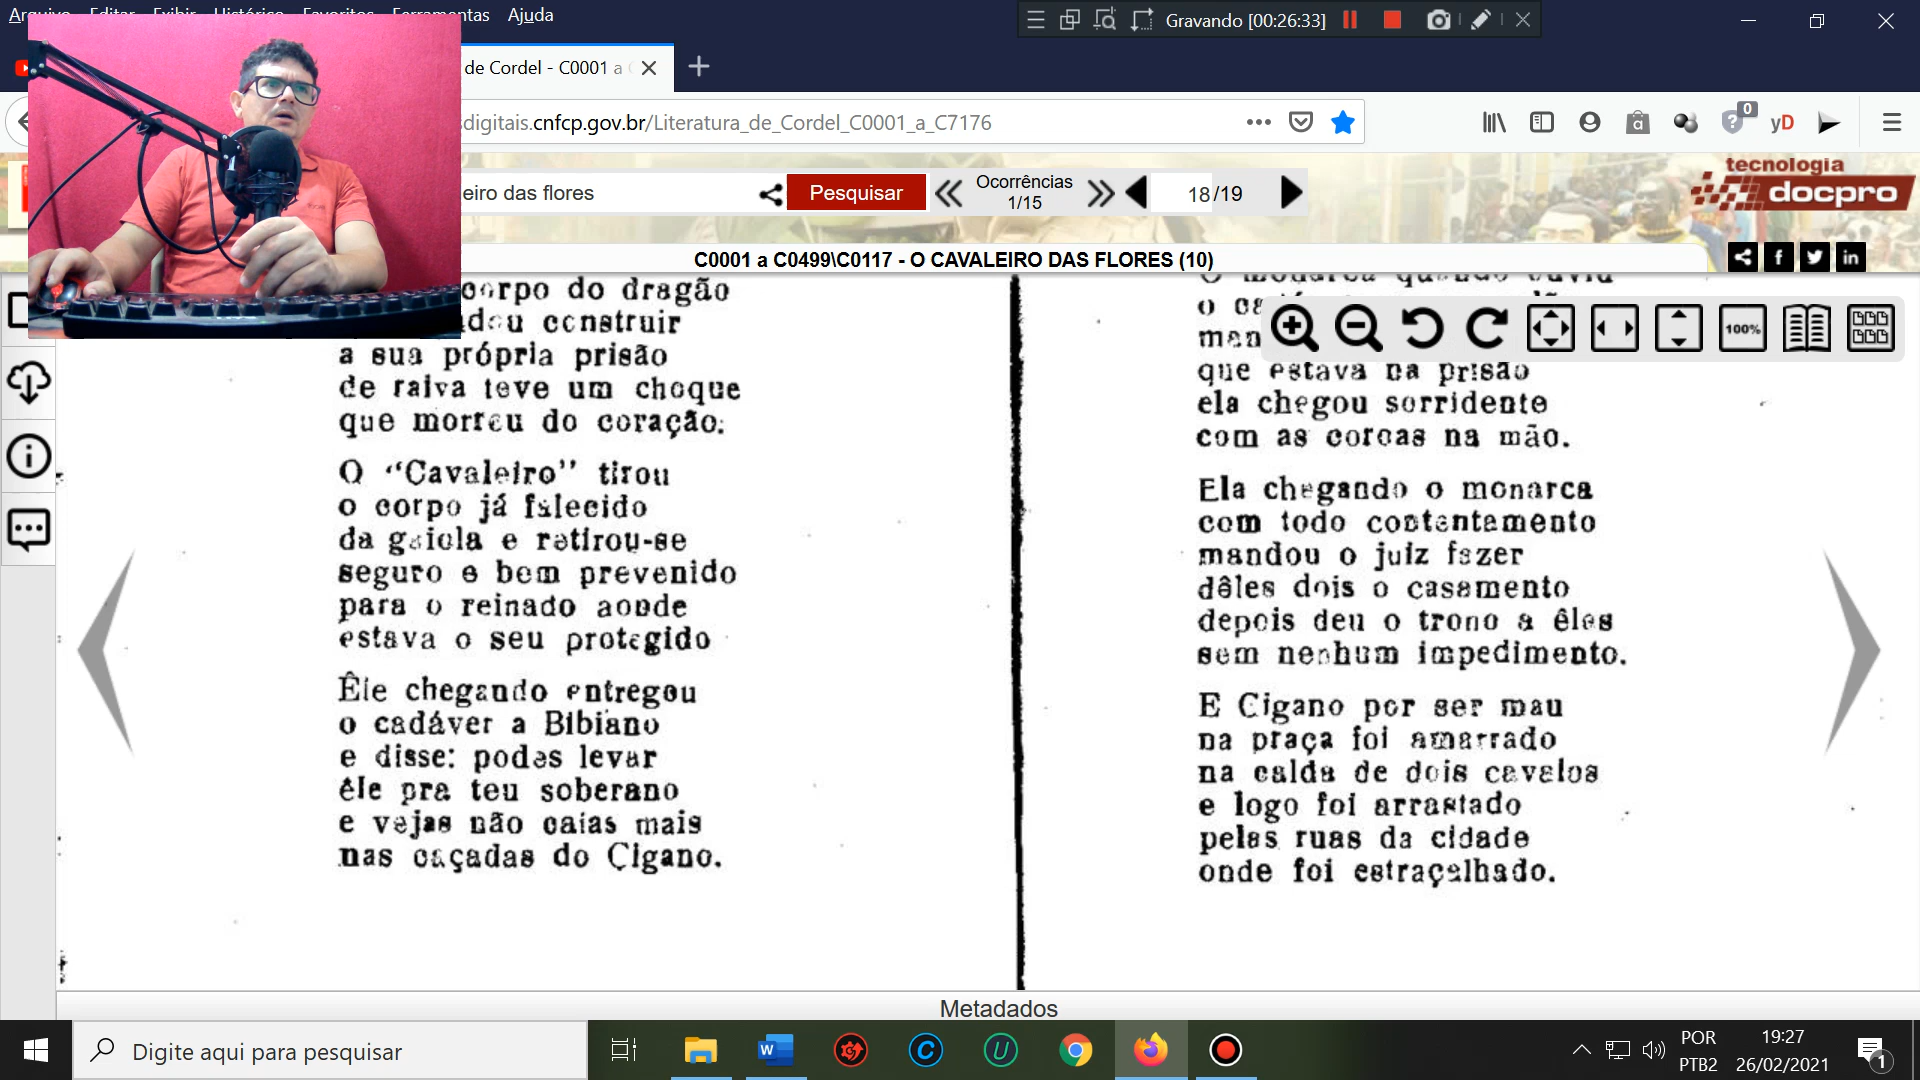 Ajuda
Gravando [00:26:33]
de Cordel - C0001 a
digitais.cnfcp.gov.br/Literatura_de_Cordel_C0001_a_C7176
0
yD
tecnologia
docpro
eiro das flores
Pesquisar
Ocorrências
1/15
18/19
C0001 a C0499\C0117 - O CAVALEIRO DAS FLORES (10)
100%
corpo do dragão
construir
a sua própria prisão
de raiva teve um choque
que morreu do coração.
O "Cavaleiro" tirou
o corpo já falecido
da gaiola e retirou-se
seguro e bem prevenido
para o reinado aonde
estava o seu protegido
Êle chegando entregou
o cadáver a Bibiano
e disse: podes levar
êle pra teu soberano
e vejas não caias mais
nas caçadas do Cigano.
O monarca quando ouviu
que estava na prisão
ela chegou sorridente
com as coroas na mão.
Ela chegando o monarca
com todo contentamento
mandou o juiz fazer
dêles dois o casamento
depois deu o trono a êles
sem nenhum impedimento.
E Cigano por ser mau
na praça foi amarrado
na calda de dois cavalos
e logo foi arrastado
pelas ruas da cidade
onde foi estraçalhado.
Metadados
Digite aqui para pesquisar
POR
PTB2
19:27
26/02/2021
1